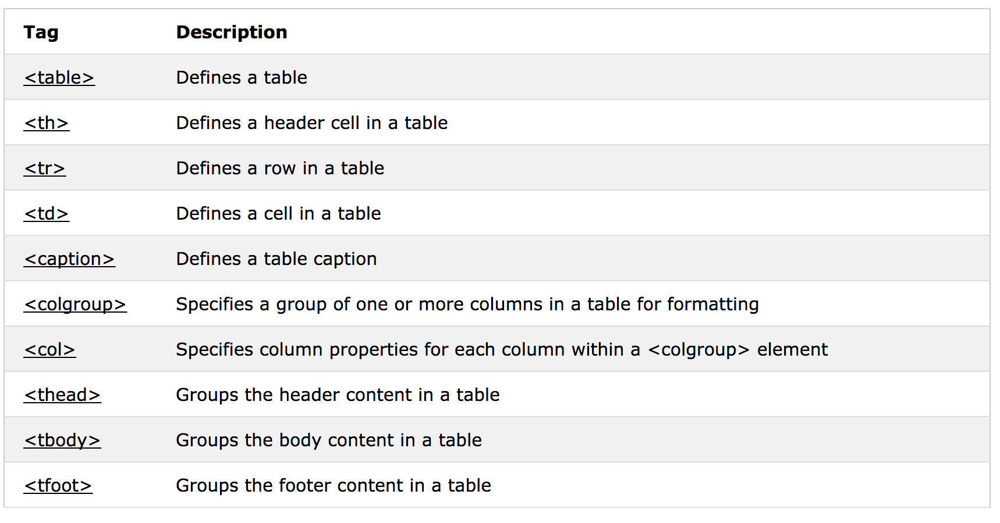 Tag Description
<table> Defines a table
<th> Defines a header cell in a table
<tr> Defines a row in a table
<td> Defines a cell in a table
<caption> Defines a table caption
<colgroup> Specifies a group of one or more columns in a table for formatting
<col> Specifies column properties for each column within a <colgroup> element
<thead> Groups the header content in a table
<tbody> Groups the body content in a table
<tfoot> Groups the footer content in a table